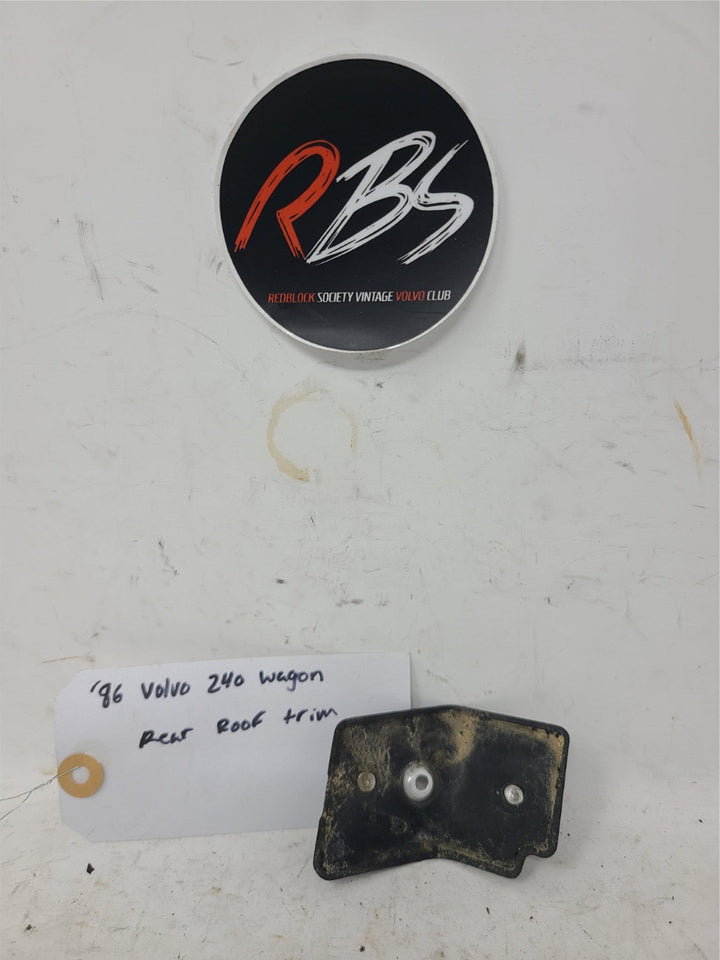 RBS
REDBLOCK SOCIETY VINTAGE VOLVO CLUB
'86 Volvo 240 wagon
Rear Roof trim